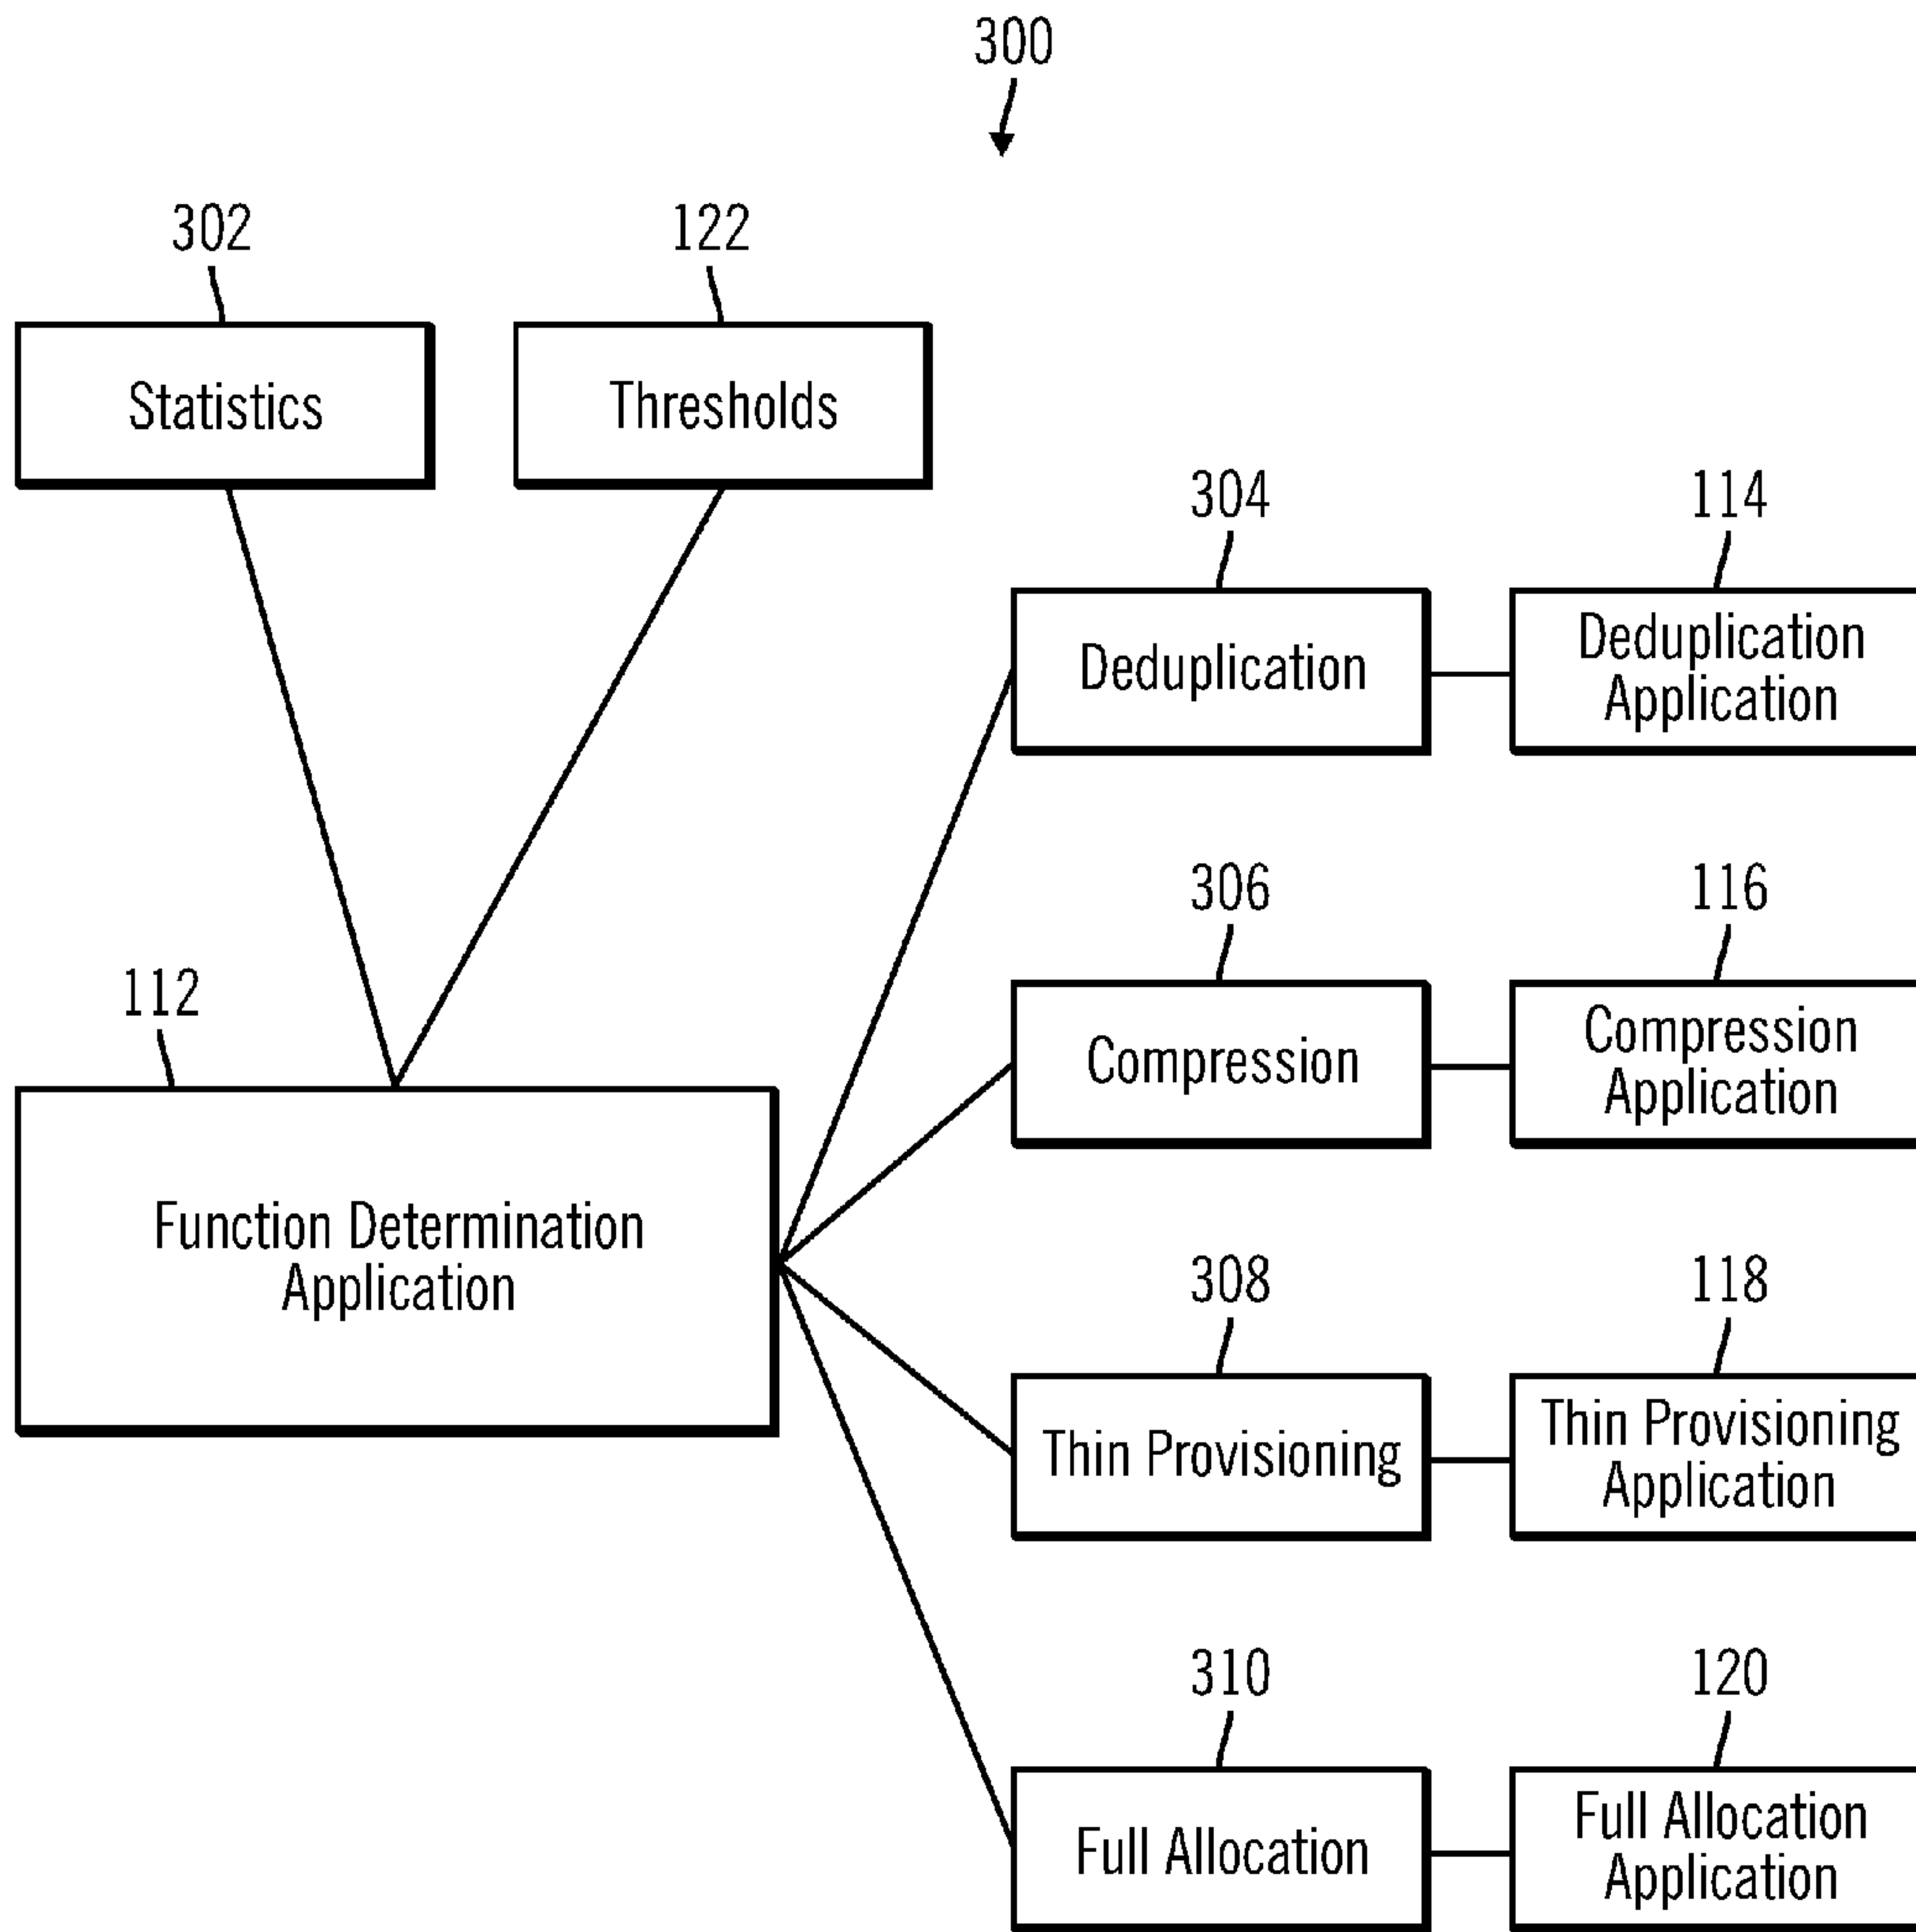 300
302
122
Statistics
Thresholds
304
114
Deduplication
Deduplication
Application
306
116
Compression
Compression
Application
112
Function Determination
Application
308
118
Thin Provisioning
Thin Provisioning
Application
310
120
Full Allocation
Full Allocation
Application